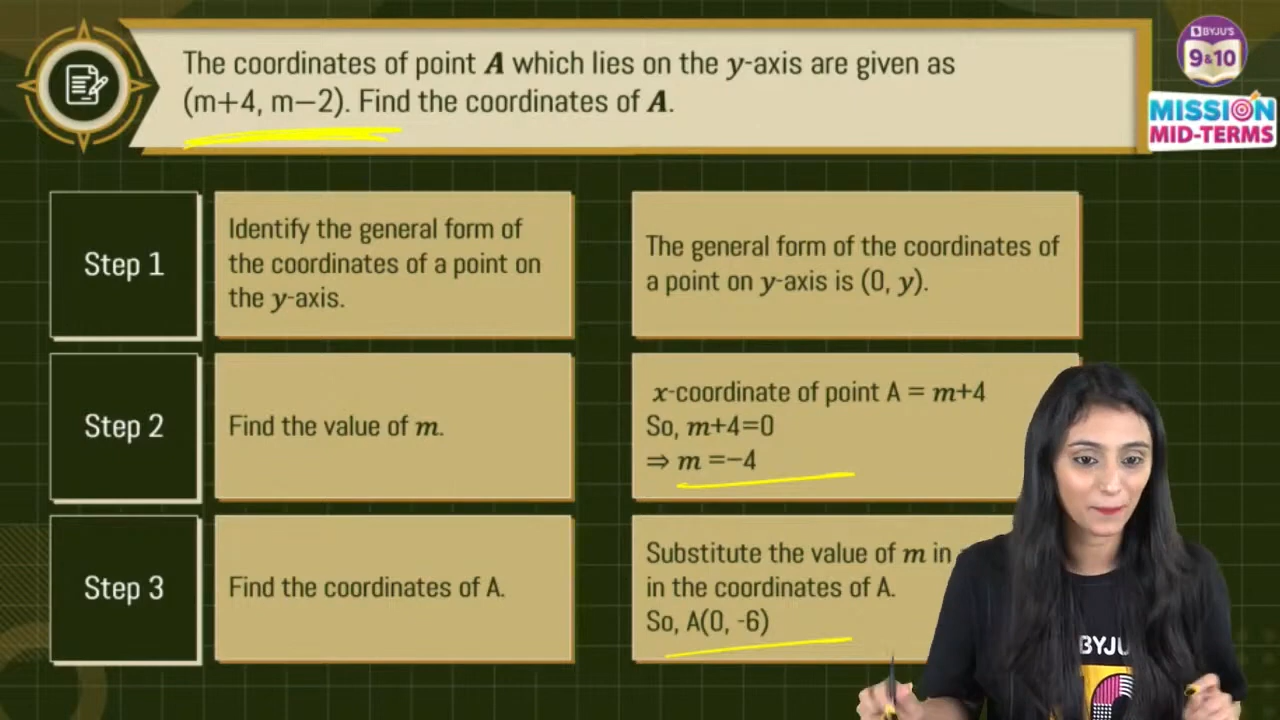 The coordinates of point A which lies on the y-axis are given as
(m+4, m−2). Find the coordinates of A.
BYJU'S
9&10
MISSION
MID-TERMS
Step 1
Identify the general form of
the coordinates of a point on
the y-axis.
The general form of the coordinates of
a point on y-axis is (0, y).
Step 2
Find the value of m.
x-coordinate of point A = m+4
So, m+4=0
⇒ m =−4
Step 3
Find the coordinates of A.
Substitute the value of m in
in the coordinates of A.
So, A(0, -6)
BYJU